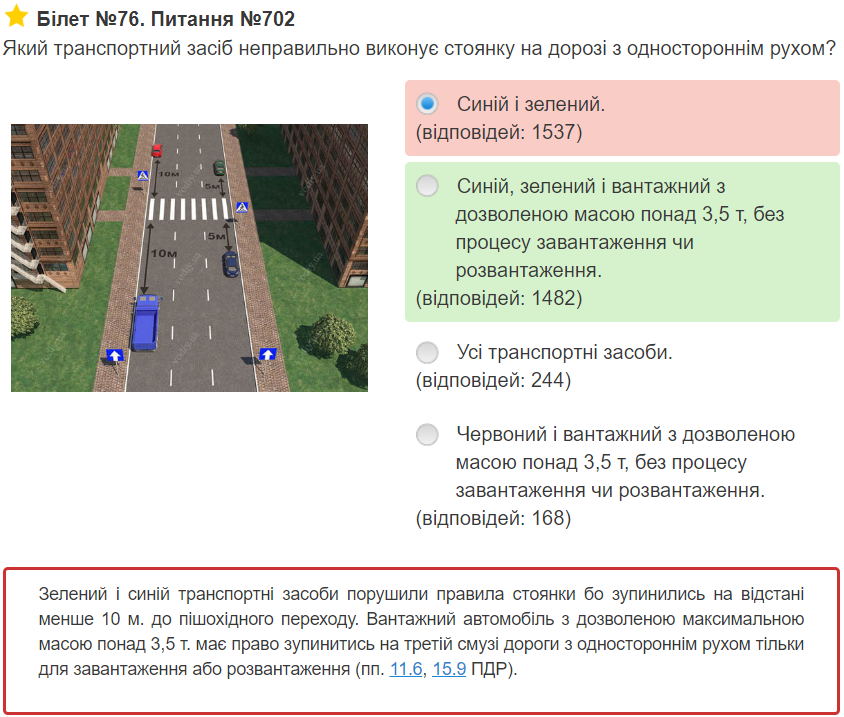 Білет №76. Питання №702
Який транспортний засіб неправильно виконує стоянку на дорозі з одностороннім рухом?
10м
5м
5м
10м
Синій і зелений.
(відповідей: 1537)
Синій, зелений і вантажний з
дозволеною масою понад 3,5 т, без
процесу завантаження чи
розвантаження.
(відповідей: 1482)
Усі транспортні засоби.
(відповідей: 244)
Червоний і вантажний з дозволеною
масою понад 3,5 т, без процесу
завантаження чи розвантаження.
(відповідей: 168)
Зелений і синій транспортні засоби порушили правила стоянки бо зупинились на відстані
менше 10 м. до пішохідного переходу. Вантажний автомобіль з дозволеною максимальною
масою понад 3,5 т. має право зупинитись на третій смузі дороги з одностороннім рухом тільки
для завантаження або розвантаження (пп. 11.6, 15.9 ПДР).